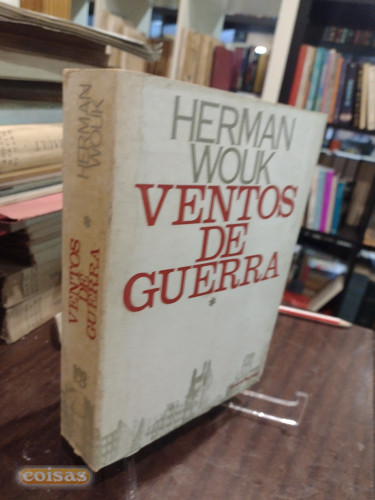 HERMAN
WOUK
VENTOS
DE
GUERRA
*
HERMAN
WOUK
*
VENTOS
DE
GUERRA
coisas